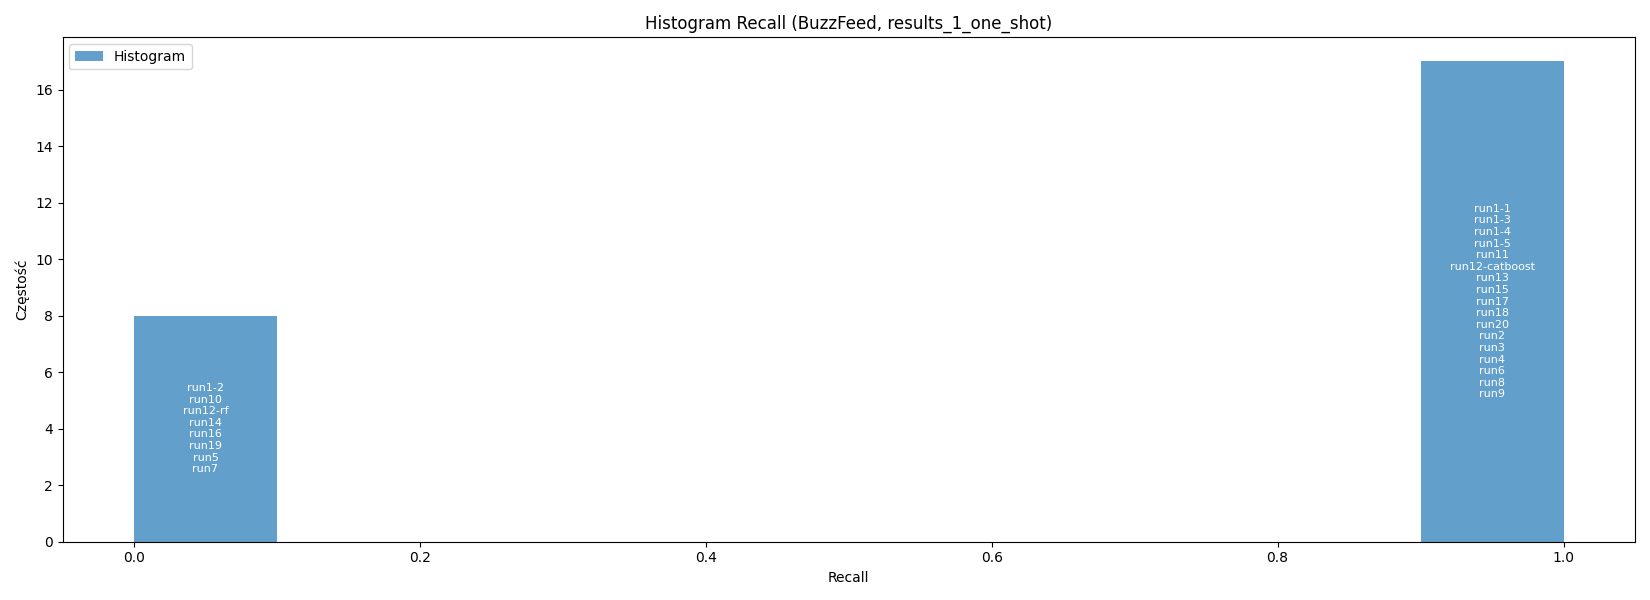 Histogram Recall (BuzzFeed, results_1_one_shot)
Histogram
Częstość
16
14
12
10
8
6
4
2
0
run1-2
run10
run12-rf
run14
run16
run19
run5
run7
run1-1
run1-3
run1-4
run1-5
run11
run12-catboost
run13
run15
run17
run18
run20
run2
run3
run4
run6
run8
run9
0.0 0.2 0.4 0.6 0.8 1.0
Recall